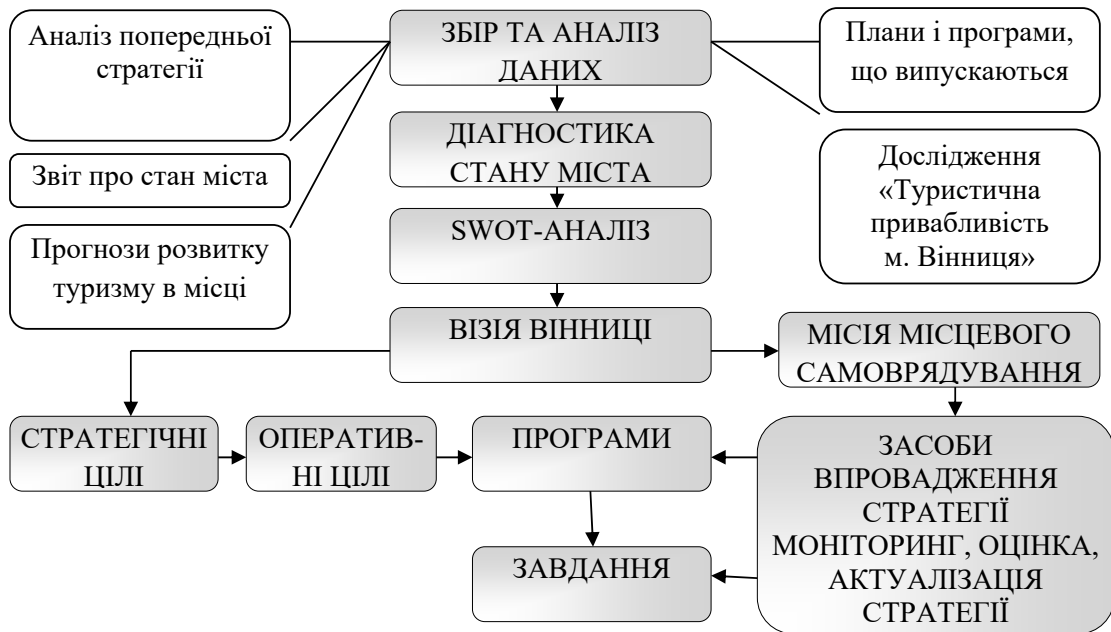 Аналіз попередньої
стратегії
ЗБІР ТА АНАЛІЗ
ДАНИХ
Плани і програми,
що випускаються
Звіт про стан міста
ДІАГНОСТИКА
СТАНУ МІСТА
Дослідження
«Туристична
привабливість
м. Вінниця»
Прогнози розвитку
туризму в місці
SWOT-АНАЛІЗ
ВІЗІЯ ВІННИЦІ
МІСІЯ МІСЦЕВОГО
САМОВРЯДУВАННЯ
СТРАТЕГІЧНІ
ЦІЛІ
ОПЕРАТИВ-
НІ ЦІЛІ
ПРОГРАМИ
ЗАСОБИ
ВПРОВАДЖЕННЯ
СТРАТЕГІЇ
МОНІТОРИНГ, ОЦІНКА,
АКТУАЛІЗАЦІЯ
СТРАТЕГІЇ
ЗАВДАННЯ